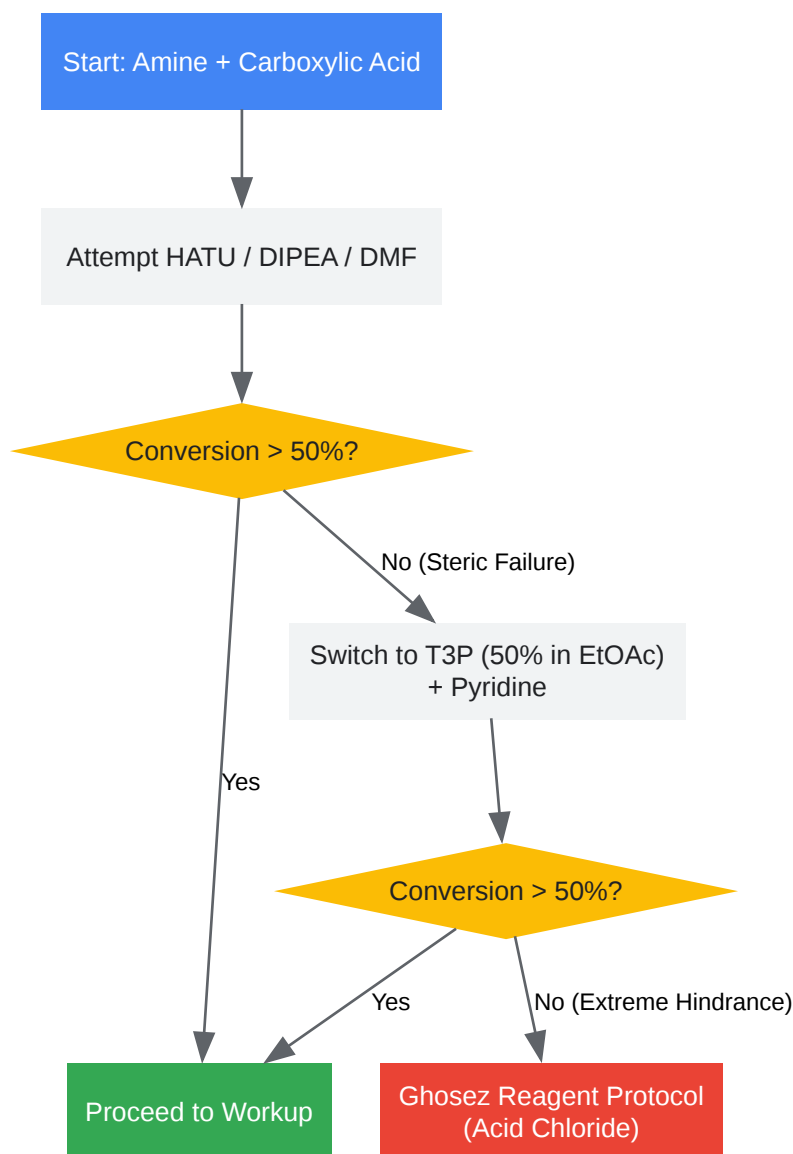 Start: Amine + Carboxylic Acid
Attempt HATU / DIPEA / DMF
Conversion > 50%?
No (Steric Failure)
Switch to T3P (50% in EtOAc)
+ Pyridine
Yes
Conversion > 50%?
Yes
No (Extreme Hindrance)
Proceed to Workup
Ghosez Reagent Protocol
(Acid Chloride)